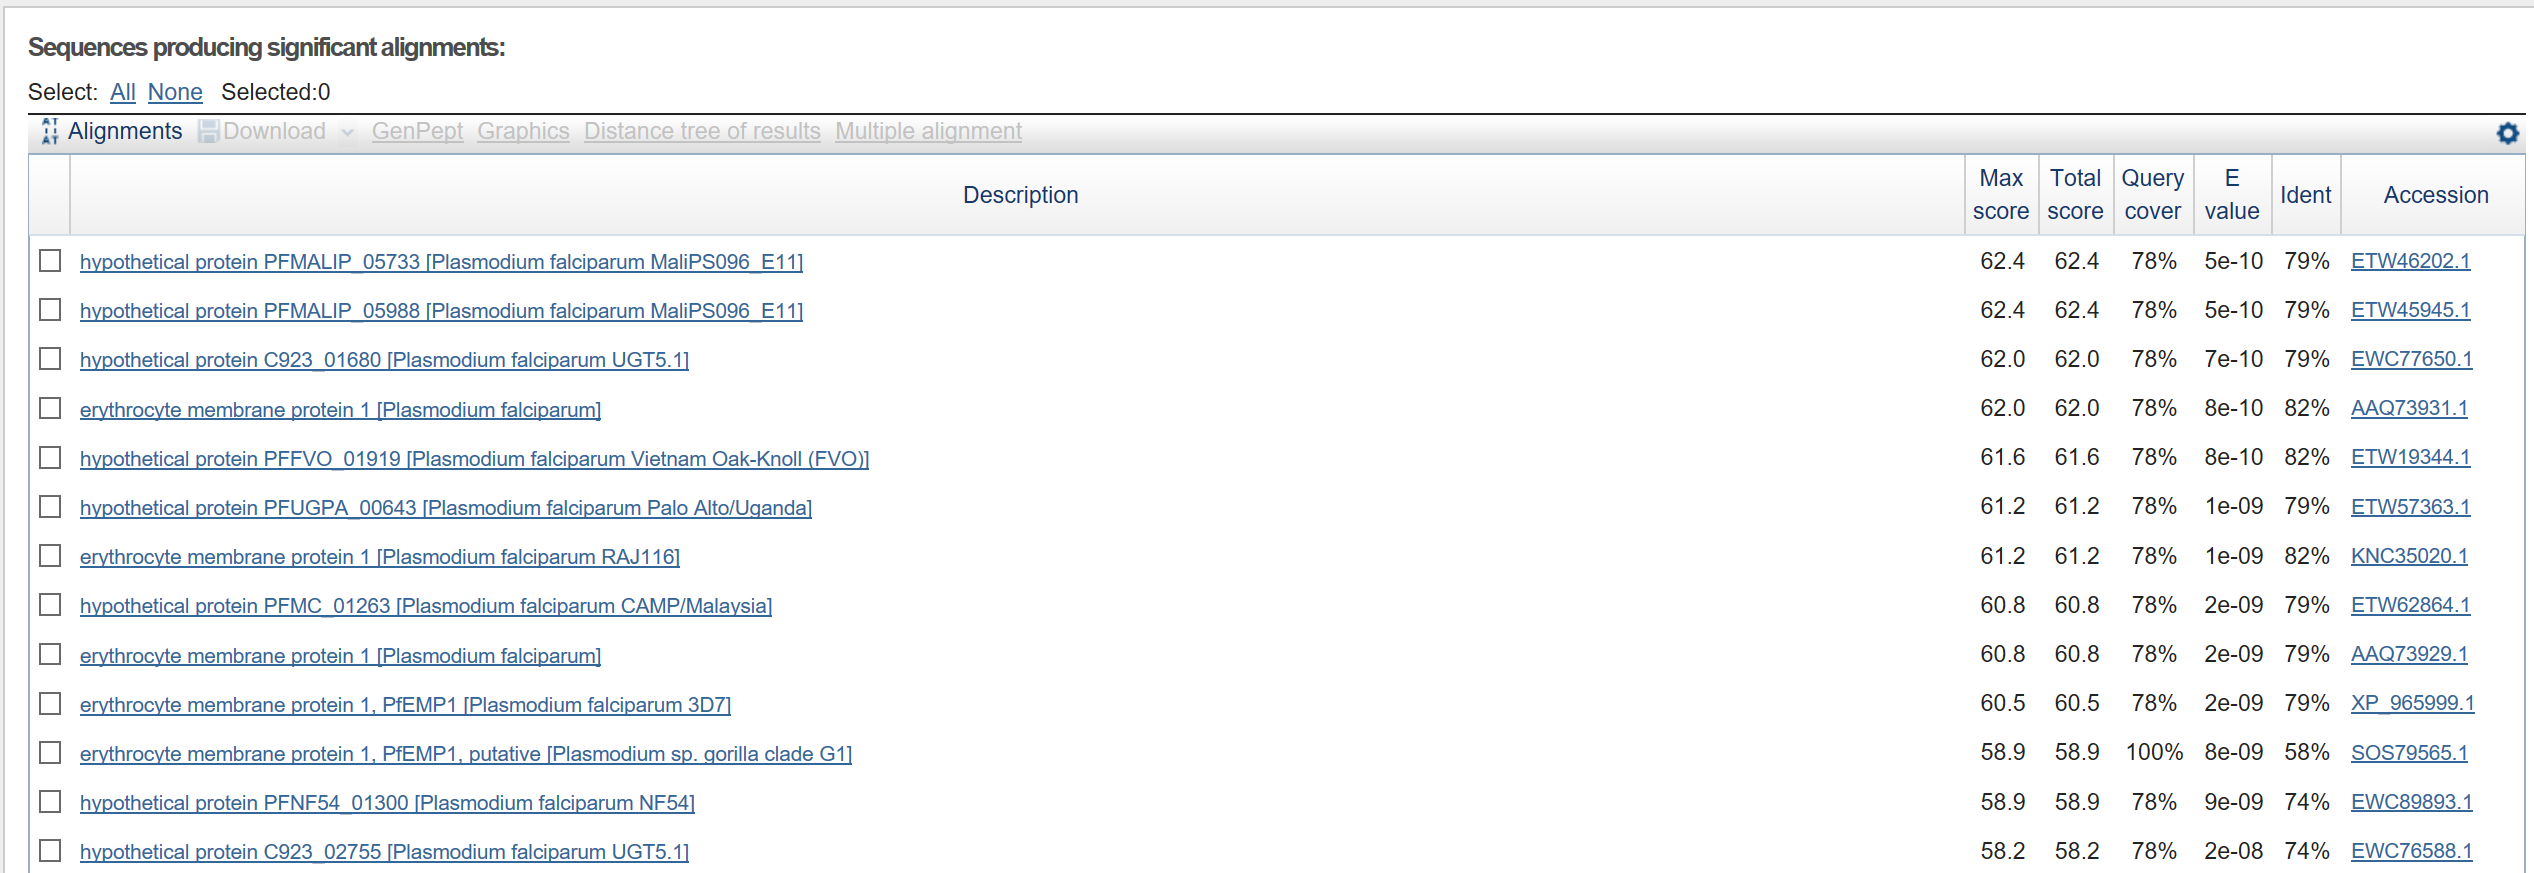 Sequences producing significant alignments:
Select: All None Selected:0
Alignments Download GenPept Graphics Distance tree of results Multiple alignment
Description Max score Total score Query cover E value Ident Accession
hypothetical protein PFMALIP_05733 [Plasmodium falciparum MaliPS096_E11] 62.4 62.4 78% 5e-10 79% ETW46202.1
hypothetical protein PFMALIP_05988 [Plasmodium falciparum MaliPS096_E11] 62.4 62.4 78% 5e-10 79% ETW45945.1
hypothetical protein C923_01680 [Plasmodium falciparum UGT5.1] 62.0 62.0 78% 7e-10 79% EWC77650.1
erythrocyte membrane protein 1 [Plasmodium falciparum] 62.0 62.0 78% 8e-10 82% AAQ73931.1
hypothetical protein PFFVO_01919 [Plasmodium falciparum Vietnam Oak-Knoll (FVO)] 61.6 61.6 78% 8e-10 82% ETW19344.1
hypothetical protein PFUGPA_00643 [Plasmodium falciparum Palo Alto/Uganda] 61.2 61.2 78% 1e-09 79% ETW57363.1
erythrocyte membrane protein 1 [Plasmodium falciparum RAJ116] 61.2 61.2 78% 1e-09 82% KNC35020.1
hypothetical protein PFMC_01263 [Plasmodium falciparum CAMP/Malaysia] 60.8 60.8 78% 2e-09 79% ETW62864.1
erythrocyte membrane protein 1 [Plasmodium falciparum] 60.8 60.8 78% 2e-09 79% AAQ73929.1
erythrocyte membrane protein 1, PfEMP1 [Plasmodium falciparum 3D7] 60.5 60.5 78% 2e-09 79% XP_965999.1
erythrocyte membrane protein 1, PfEMP1, putative [Plasmodium sp. gorilla clade G1] 58.9 58.9 100% 8e-09 58% SOS79565.1
hypothetical protein PFNF54_01300 [Plasmodium falciparum NF54] 58.9 58.9 78% 9e-09 74% EWC89893.1
hypothetical protein C923_02755 [Plasmodium falciparum UGT5.1] 58.2 58.2 78% 2e-08 74% EWC76588.1